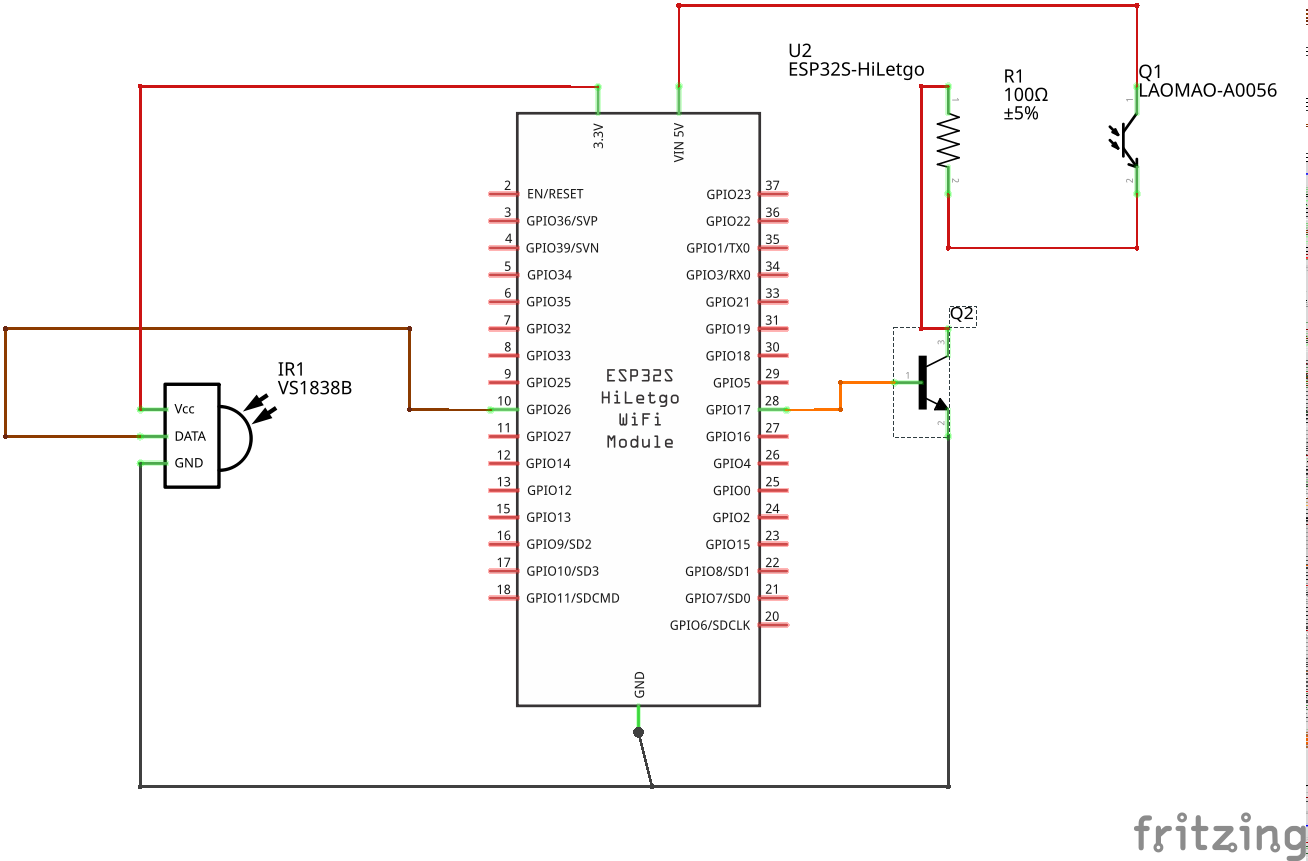 U2
ESP32S-HiLetgo
R1
100Ω
±5%
Q1
LAOMAO-A0056
1
2
1
2
3.3V
VIN 5V
2 EN/RESET
3 GPIO36/SVP
4 GPIO39/SVN
5 GPIO34
6 GPIO35
7 GPIO32
8 GPIO33
9 GPIO25
10 GPIO26
11 GPIO27
12 GPIO14
13 GPIO12
15 GPIO13
16 GPIO9/SD2
17 GPIO10/SD3
18 GPIO11/SDCMD
GPIO23 37
GPIO22 36
GPIO1/TX0 35
GPIO3/RX0 34
GPIO21 33
GPIO19 31
GPIO18 30
GPIO5 29
GPIO17 28
GPIO16 27
GPIO4 26
GPIO0 25
GPIO2 24
GPIO15 23
GPIO8/SD1 22
GPIO7/SD0 21
GPIO6/SDCLK 20
ESP32S
HiLetgo
WiFi
Module
GND
IR1
VS1838B
Vcc
DATA
GND
Q2
3
1
2
fritzing